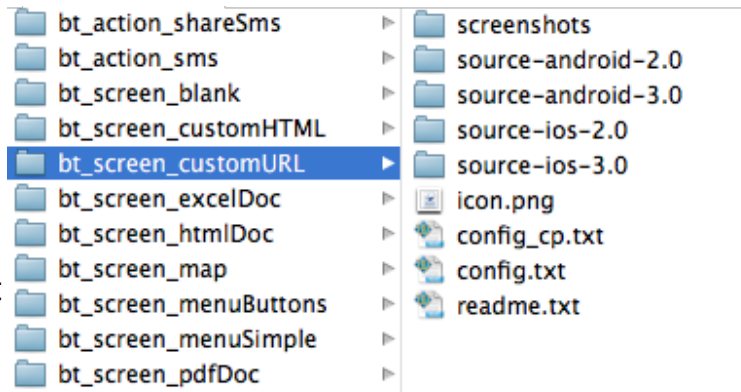 bt_action_shareSms
bt_action_sms
bt_screen_blank
bt_screen_customHTML
bt_screen_customURL
bt_screen_excelDoc
bt_screen_htmlDoc
bt_screen_map
bt_screen_menuButtons
bt_screen_menuSimple
bt_screen_pdfDoc
screenshots
source-android-2.0
source-android-3.0
source-ios-2.0
source-ios-3.0
icon.png
config_cp.txt
config.txt
readme.txt